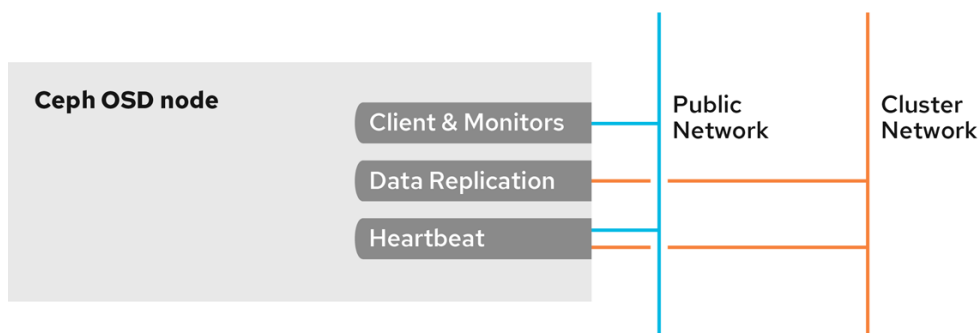 Ceph OSD node
Client & Monitors
Data Replication
Heartbeat
Public
Network
Cluster
Network